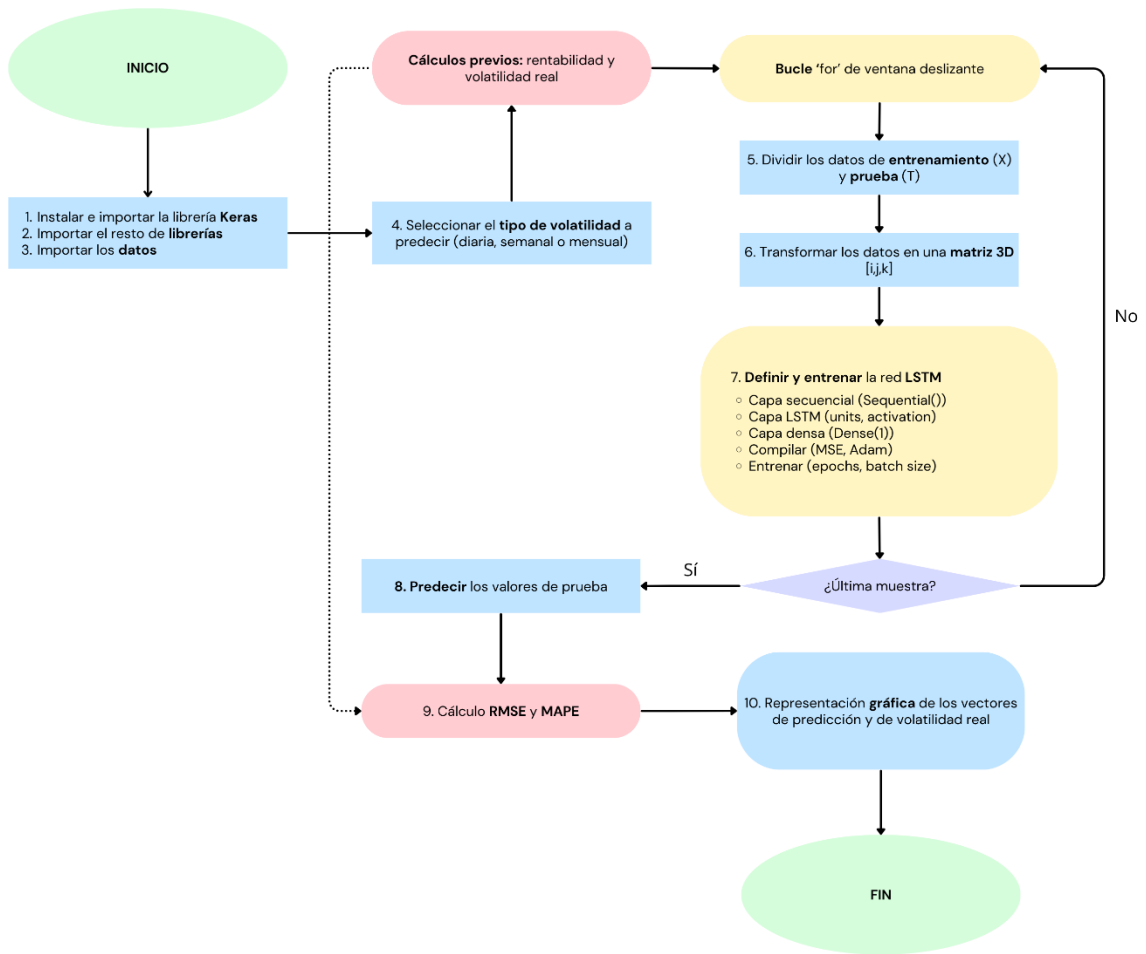 INICIO
1. Instalar e importar la librería Keras
2. Importar el resto de librerías
3. Importar los datos
4. Seleccionar el tipo de volatilidad a
predecir (diaria, semanal o mensual)
Cálculos previos: rentabilidad y
volatilidad real
Bucle ‘for’ de ventana deslizante
5. Dividir los datos de entrenamiento (X)
y prueba (T)
6. Transformar los datos en una matriz 3D
[i,j,k]
7. Definir y entrenar la red LSTM
○ Capa secuencial (Sequential())
○ Capa LSTM (units, activation)
○ Capa densa (Dense(1))
○ Compilar (MSE, Adam)
○ Entrenar (epochs, batch size)
¿Última muestra?
No
Sí
8. Predecir los valores de prueba
9. Cálculo RMSE y MAPE
10. Representación gráfica de los vectores
de predicción y de volatilidad real
FIN